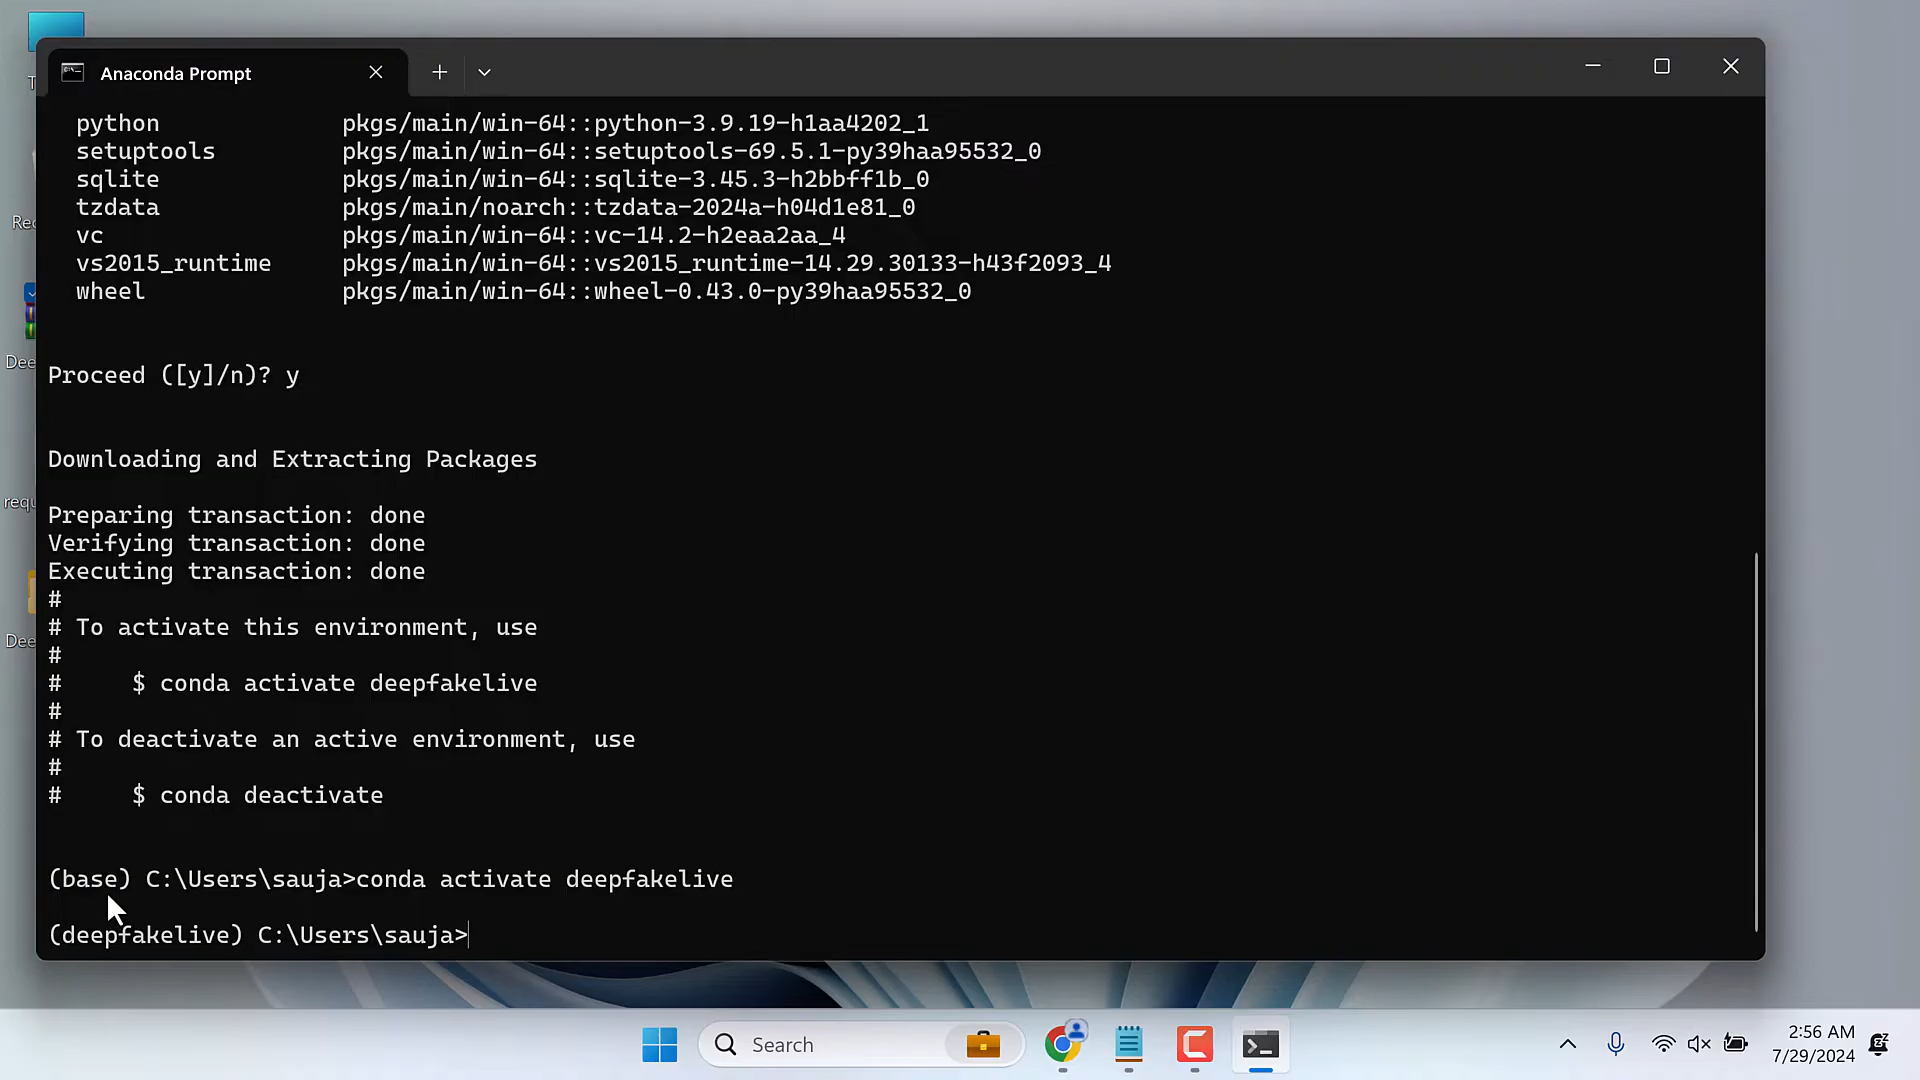 Anaconda Prompt
python pkgs/main/win-64::python-3.9.19-h1aa4202_1
setuptools pkgs/main/win-64::setuptools-69.5.1-py39haa95532_0
sqlite pkgs/main/win-64::sqlite-3.45.3-h2bbff1b_0
tzdata pkgs/main/noarch::tzdata-2024a-h04d1e81_0
vc pkgs/main/win-64::vc-14.2-h2eaa2aa_4
vs2015_runtime pkgs/main/win-64::vs2015_runtime-14.29.30133-h43f2093_4
wheel pkgs/main/win-64::wheel-0.43.0-py39haa95532_0
Proceed ([y]/n)? y
Downloading and Extracting Packages
Preparing transaction: done
Verifying transaction: done
Executing transaction: done
#
# To activate this environment, use
#
# $ conda activate deepfakelive
#
# To deactivate an active environment, use
#
# $ conda deactivate
(base) C:\Users\sauja>conda activate deepfakelive
(deepfakelive) C:\Users\sauja>
Search
2:56 AM
7/29/2024